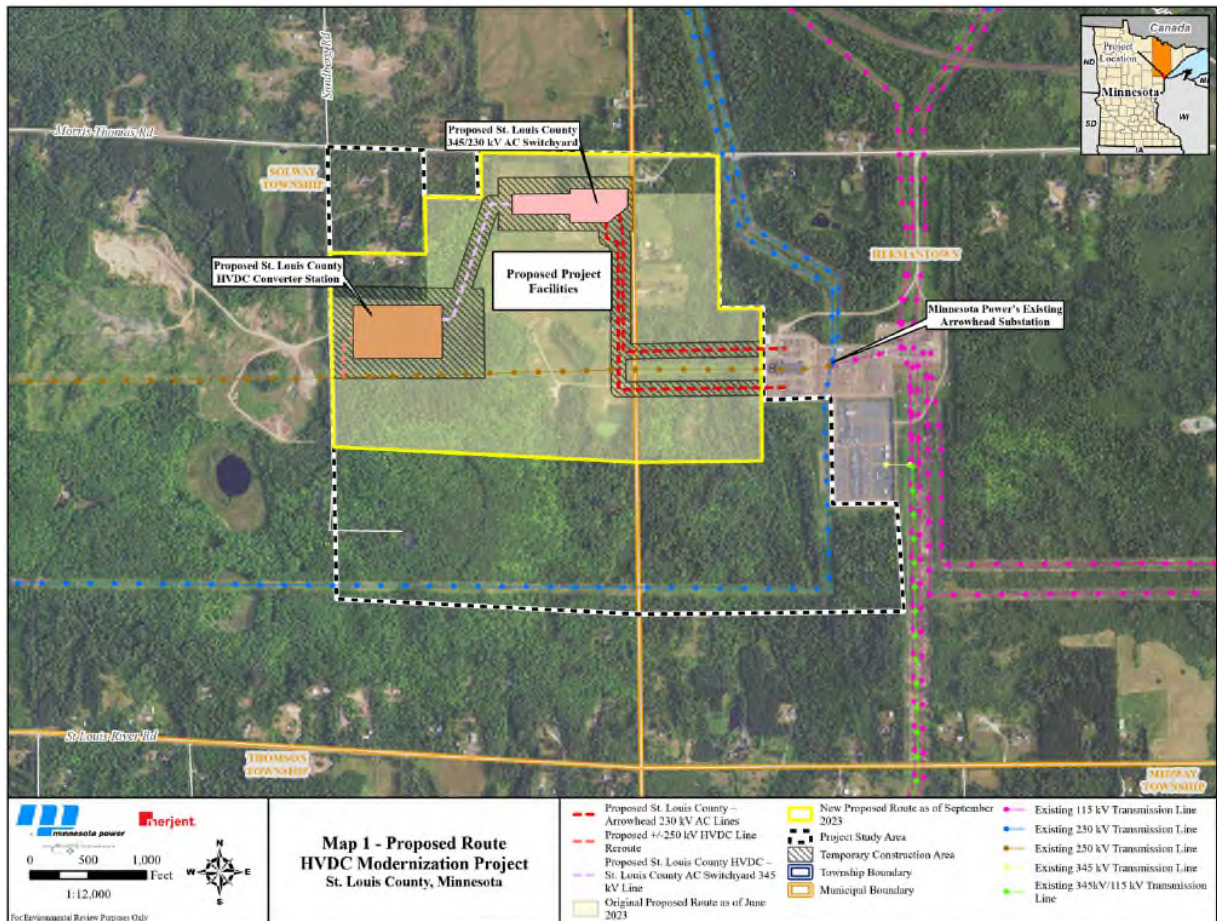 Canada
Project
Location
ND
Minnesota
SD
WI
IA
Sandberg Rd
Morris Thomas Rd
SOLWAY
TOWNSHIP
Proposed St. Louis County
345/230 kV AC Switchyard
Proposed St. Louis County
HVDC Converter Station
Proposed Project
Facilities
HERMANTOWN
Minnesota Power's Existing
Arrowhead Substation
St Louis River Rd
THOMSON
TOWNSHIP
MIDWAY
TOWNSHIP
minnesota power
merjent.
0 500 1,000
Feet
1:12,000
For Environmental Review Purposes Only
N
W E
S
Map 1 - Proposed Route
HVDC Modernization Project
St. Louis County, Minnesota
Proposed St. Louis County –
Arrowhead 230 kV AC Lines
Proposed +/-250 kV HVDC Line
Reroute
Proposed St. Louis County HVDC –
St. Louis County AC Switchyard 345
kV Line
Original Proposed Route as of June
2023
New Proposed Route as of September
2023
Project Study Area
Temporary Construction Area
Township Boundary
Municipal Boundary
Existing 115 kV Transmission Line
Existing 230 kV Transmission Line
Existing 250 kV Transmission Line
Existing 345 kV Transmission Line
Existing 345kV/115 kV Transmission
Line